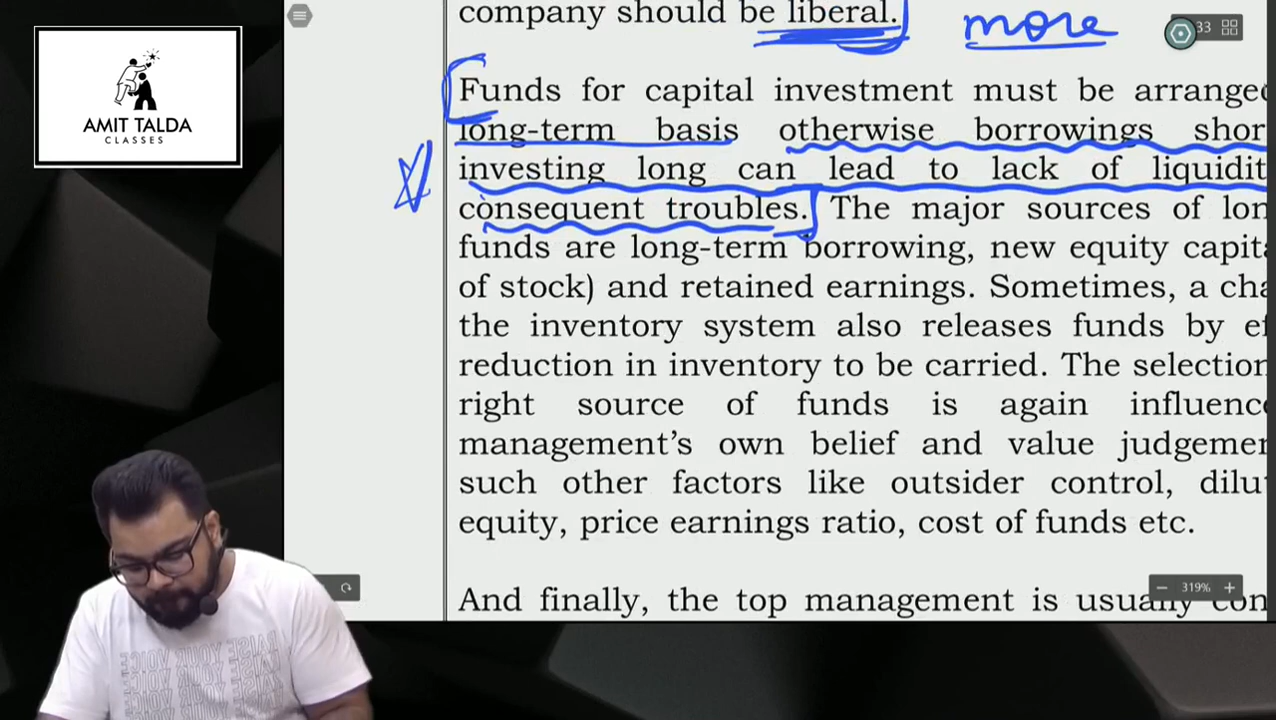 company should be liberal.
more
33
AMIT TALDA
CLASSES
Funds for capital investment must be arranged
long-term basis otherwise borrowings shor
investing long can lead to lack of liquidit
consequent troubles. The major sources of lon
funds are long-term borrowing, new equity capit
of stock) and retained earnings. Sometimes, a cha
the inventory system also releases funds by ef
reduction in inventory to be carried. The selection
right source of funds is again influenc
management's own belief and value judgemen
such other factors like outsider control, dilu
equity, price earnings ratio, cost of funds etc.
319%
And finally, the top management is usually con